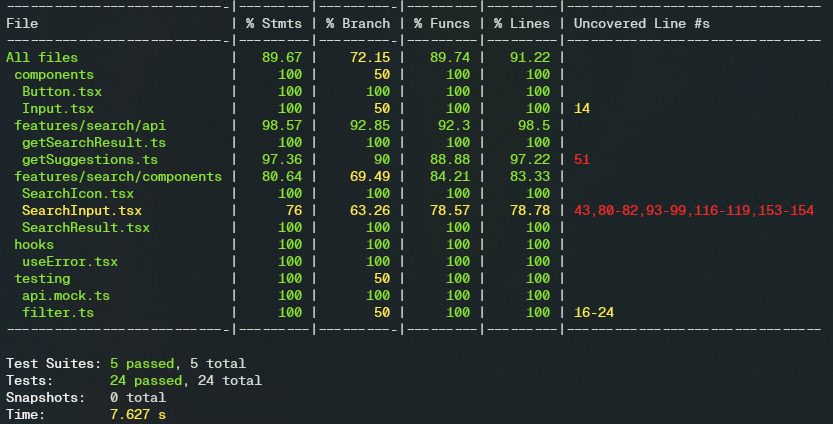 ----------------------------|---------|----------|---------|---------|-------------------------------
File                        | % Stmts | % Branch | % Funcs | % Lines | Uncovered Line #s
----------------------------|---------|----------|---------|---------|-------------------------------
All files                   |   89.67 |    72.15 |   89.74 |   91.22 |
 components                 |     100 |       50 |     100 |     100 |
  Button.tsx                |     100 |      100 |     100 |     100 |
  Input.tsx                 |     100 |       50 |     100 |     100 | 14
 features/search/api        |   98.57 |    92.85 |    92.3 |    98.5 |
  getSearchResult.ts        |     100 |      100 |     100 |     100 |
  getSuggestions.ts         |   97.36 |       90 |   88.88 |   97.22 | 51
 features/search/components |   80.64 |    69.49 |   84.21 |   83.33 |
  SearchIcon.tsx            |     100 |      100 |     100 |     100 |
  SearchInput.tsx           |      76 |    63.26 |   78.57 |   78.78 | 43,80-82,93-99,116-119,153-154
  SearchResult.tsx          |     100 |      100 |     100 |     100 |
 hooks                      |     100 |      100 |     100 |     100 |
  useError.tsx              |     100 |      100 |     100 |     100 |
 testing                    |     100 |       50 |     100 |     100 |
  api.mock.ts               |     100 |      100 |     100 |     100 |
  filter.ts                 |     100 |       50 |     100 |     100 | 16-24
----------------------------|---------|----------|---------|---------|-------------------------------
Test Suites: 5 passed, 5 total
Tests:       24 passed, 24 total
Snapshots:   0 total
Time:        7.627 s